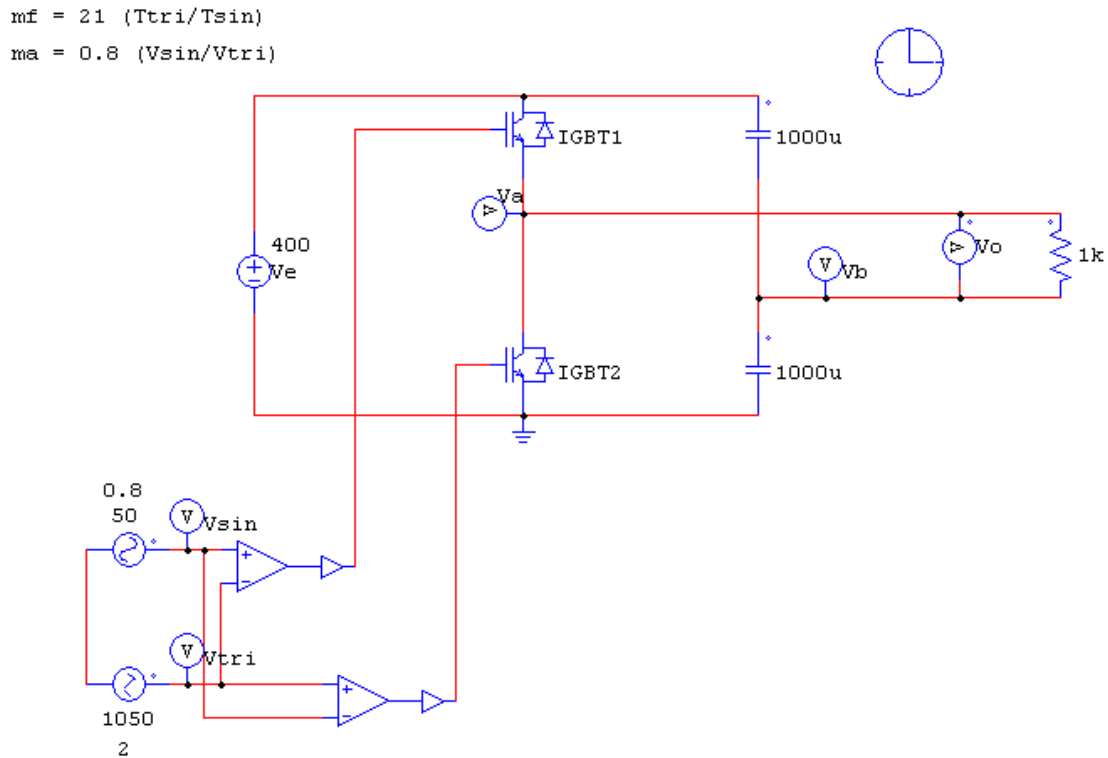 mf = 21 (Ttri/Tsin)
ma = 0.8 (Vsin/Vtri)
IGBT1
1000u
Va
400
Ve
V
Vb
V
Vo
1k
V
IGBT2
1000u
0.8
50
V
Vsin
V
Vtri
1050
2